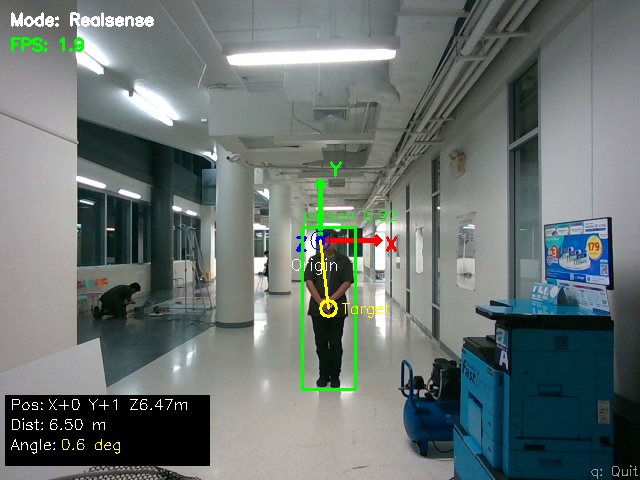 Mode: Realsense
FPS: 1.9
Y
Z
X
Origin
Target
179
Pos: X+0 Y+1 Z6.47m
Dist: 6.50 m
Angle: 0.6 deg
q: Quit